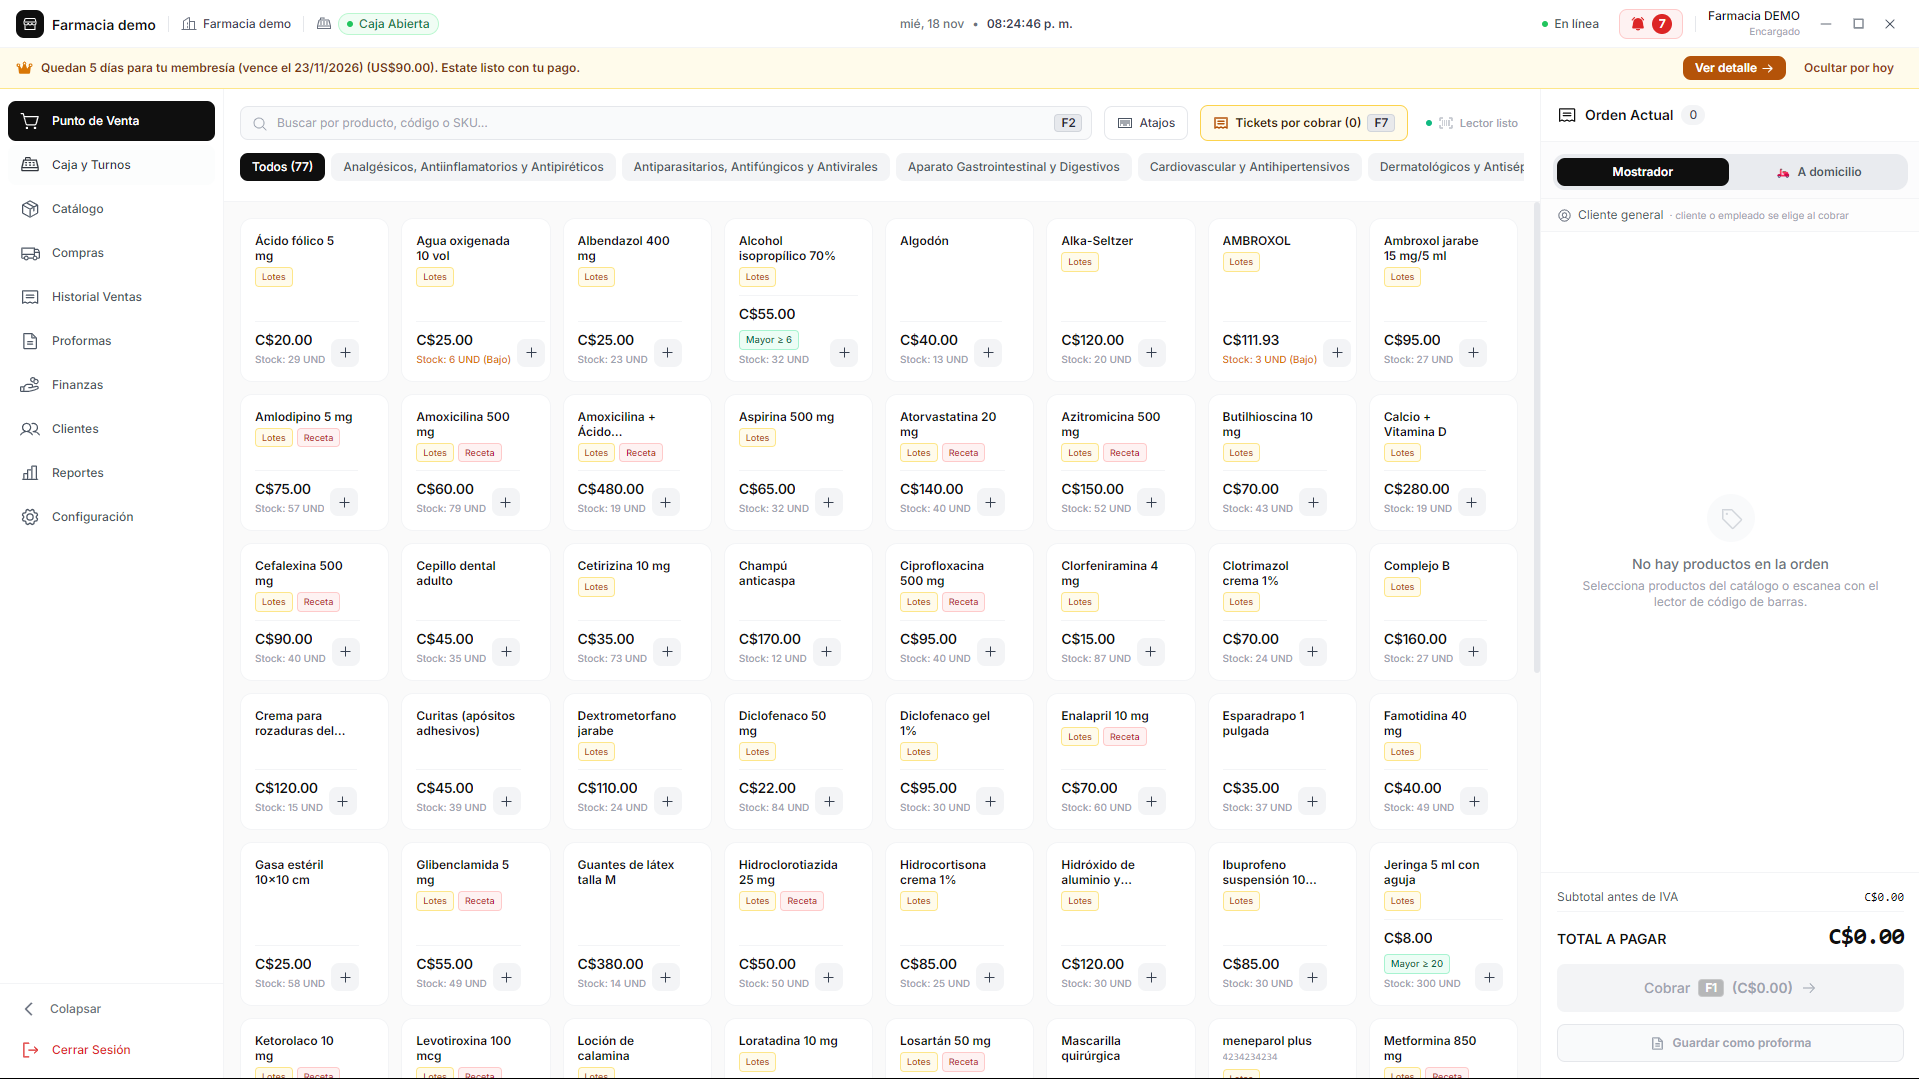 Farmacia demo
Farmacia demo
Caja Abierta
mié, 18 nov • 08:24:46 p. m.
En línea
7
Farmacia DEMO
Encargado
Quedan 5 días para tu membresía (vence el 23/11/2026) (US$90.00). Estate listo con tu pago.
Ver detalle →
Ocultar por hoy
Punto de Venta
Caja y Turnos
Catálogo
Compras
Historial Ventas
Proformas
Finanzas
Clientes
Reportes
Configuración
Colapsar
Cerrar Sesión
Buscar por producto, código o SKU...
F2
Atajos
Tickets por cobrar (0) F7
Lector listo
Todos (77)
Analgésicos, Antiinflamatorios y Antipiréticos
Antiparasitarios, Antifúngicos y Antivirales
Aparato Gastrointestinal y Digestivos
Cardiovascular y Antihipertensivos
Dermatológicos y Antisép
Ácido fólico 5 mg
Lotes
C$20.00
Stock: 29 UND
Agua oxigenada 10 vol
Lotes
C$25.00
Stock: 6 UND (Bajo)
Albendazol 400 mg
Lotes
C$25.00
Stock: 23 UND
Alcohol isopropílico 70%
Lotes
C$55.00
Mayor ≥ 6
Stock: 32 UND
Algodón
C$40.00
Stock: 13 UND
Alka-Seltzer
Lotes
C$120.00
Stock: 20 UND
AMBROXOL
Lotes
C$111.93
Stock: 3 UND (Bajo)
Ambroxol jarabe 15 mg/5 ml
Lotes
C$95.00
Stock: 27 UND
Amlodipino 5 mg
Lotes Receta
C$75.00
Stock: 57 UND
Amoxicilina 500 mg
Lotes Receta
C$60.00
Stock: 79 UND
Amoxicilina + Ácido...
Lotes Receta
C$480.00
Stock: 19 UND
Aspirina 500 mg
Lotes
C$65.00
Stock: 32 UND
Atorvastatina 20 mg
Lotes Receta
C$140.00
Stock: 40 UND
Azitromicina 500 mg
Lotes Receta
C$150.00
Stock: 52 UND
Butilhioscina 10 mg
Lotes
C$70.00
Stock: 43 UND
Calcio + Vitamina D
Lotes
C$280.00
Stock: 19 UND
Cefalexina 500 mg
Lotes Receta
C$90.00
Stock: 40 UND
Cepillo dental adulto
C$45.00
Stock: 35 UND
Cetirizina 10 mg
Lotes
C$35.00
Stock: 73 UND
Champú anticaspa
C$170.00
Stock: 12 UND
Ciprofloxacina 500 mg
Lotes Receta
C$95.00
Stock: 40 UND
Clorfeniramina 4 mg
Lotes
C$15.00
Stock: 87 UND
Clotrimazol crema 1%
Lotes
C$70.00
Stock: 24 UND
Complejo B
Lotes
C$160.00
Stock: 27 UND
Crema para rozaduras del...
C$120.00
Stock: 15 UND
Curitas (apósitos adhesivos)
C$45.00
Stock: 39 UND
Dextrometorfano jarabe
Lotes
C$110.00
Stock: 24 UND
Diclofenaco 50 mg
Lotes
C$22.00
Stock: 84 UND
Diclofenaco gel 1%
Lotes
C$95.00
Stock: 30 UND
Enalapril 10 mg
Lotes Receta
C$70.00
Stock: 60 UND
Esparadrapo 1 pulgada
C$35.00
Stock: 37 UND
Famotidina 40 mg
Lotes
C$40.00
Stock: 49 UND
Gasa estéril 10×10 cm
C$25.00
Stock: 58 UND
Glibenclamida 5 mg
Lotes Receta
C$55.00
Stock: 49 UND
Guantes de látex talla M
C$380.00
Stock: 14 UND
Hidroclorotiazida 25 mg
Lotes Receta
C$50.00
Stock: 50 UND
Hidrocortisona crema 1%
Lotes
C$85.00
Stock: 25 UND
Hidróxido de aluminio y...
Lotes
C$120.00
Stock: 30 UND
Ibuprofeno suspensión 10...
Lotes
C$85.00
Stock: 30 UND
Jeringa 5 ml con aguja
Lotes
C$8.00
Mayor ≥ 20
Stock: 300 UND
Ketorolaco 10 mg
Lotes Receta
Levotiroxina 100 mcg
Lotes Receta
Loción de calamina
Lotes
Loratadina 10 mg
Lotes
Losartán 50 mg
Lotes Receta
Mascarilla quirúrgica
meneparol plus
4234234234
Lotes
Metformina 850 mg
Lotes Receta
Orden Actual 0
Mostrador
A domicilio
Cliente general · cliente o empleado se elige al cobrar
No hay productos en la orden
Selecciona productos del catálogo o escanea con el
lector de código de barras.
Subtotal antes de IVA C$0.00
TOTAL A PAGAR C$0.00
Cobrar F1 (C$0.00) →
Guardar como proforma